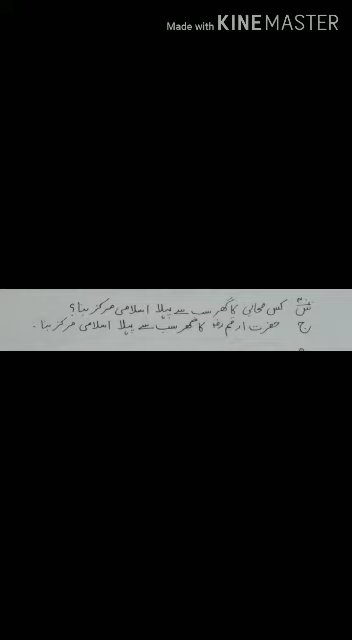 Made with KINEMASTER
س کس صحابیؓ کا گھر سب سے پہلا اسلامی مرکز بنا؟
ج حضرت ارقم رضہ کا گھر سب سے پہلا اسلامی مرکز بنا۔